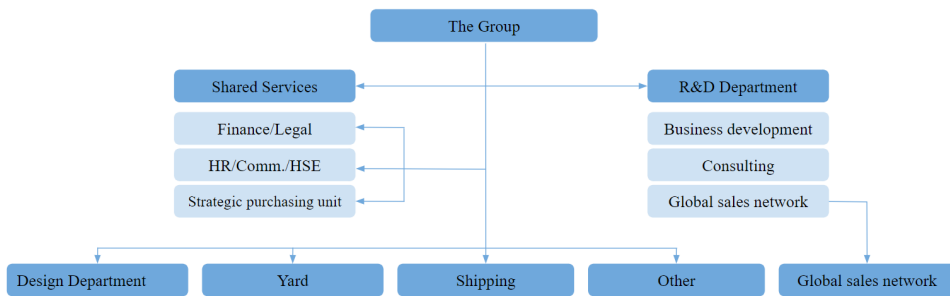 The Group
Shared Services
R&D Department
Finance/Legal
Business development
HR/Comm./HSE
Consulting
Strategic purchasing unit
Global sales network
Design Department
Yard
Shipping
Other
Global sales network